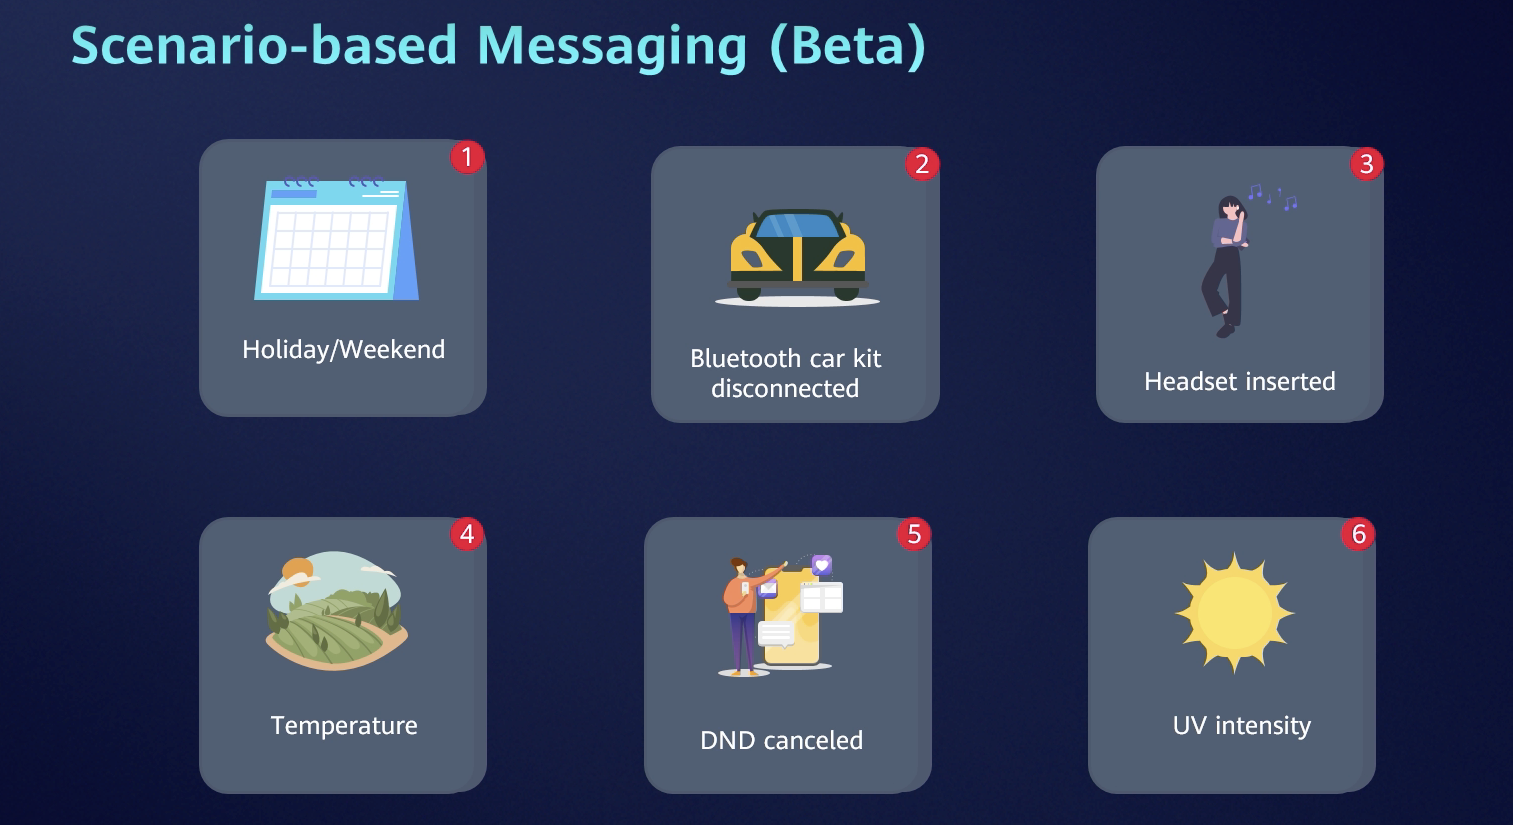 Scenario-based Messaging (Beta)
1
Holiday/Weekend
2
Bluetooth car kit
disconnected
3
Headset inserted
4
Temperature
5
DND canceled
6
UV intensity